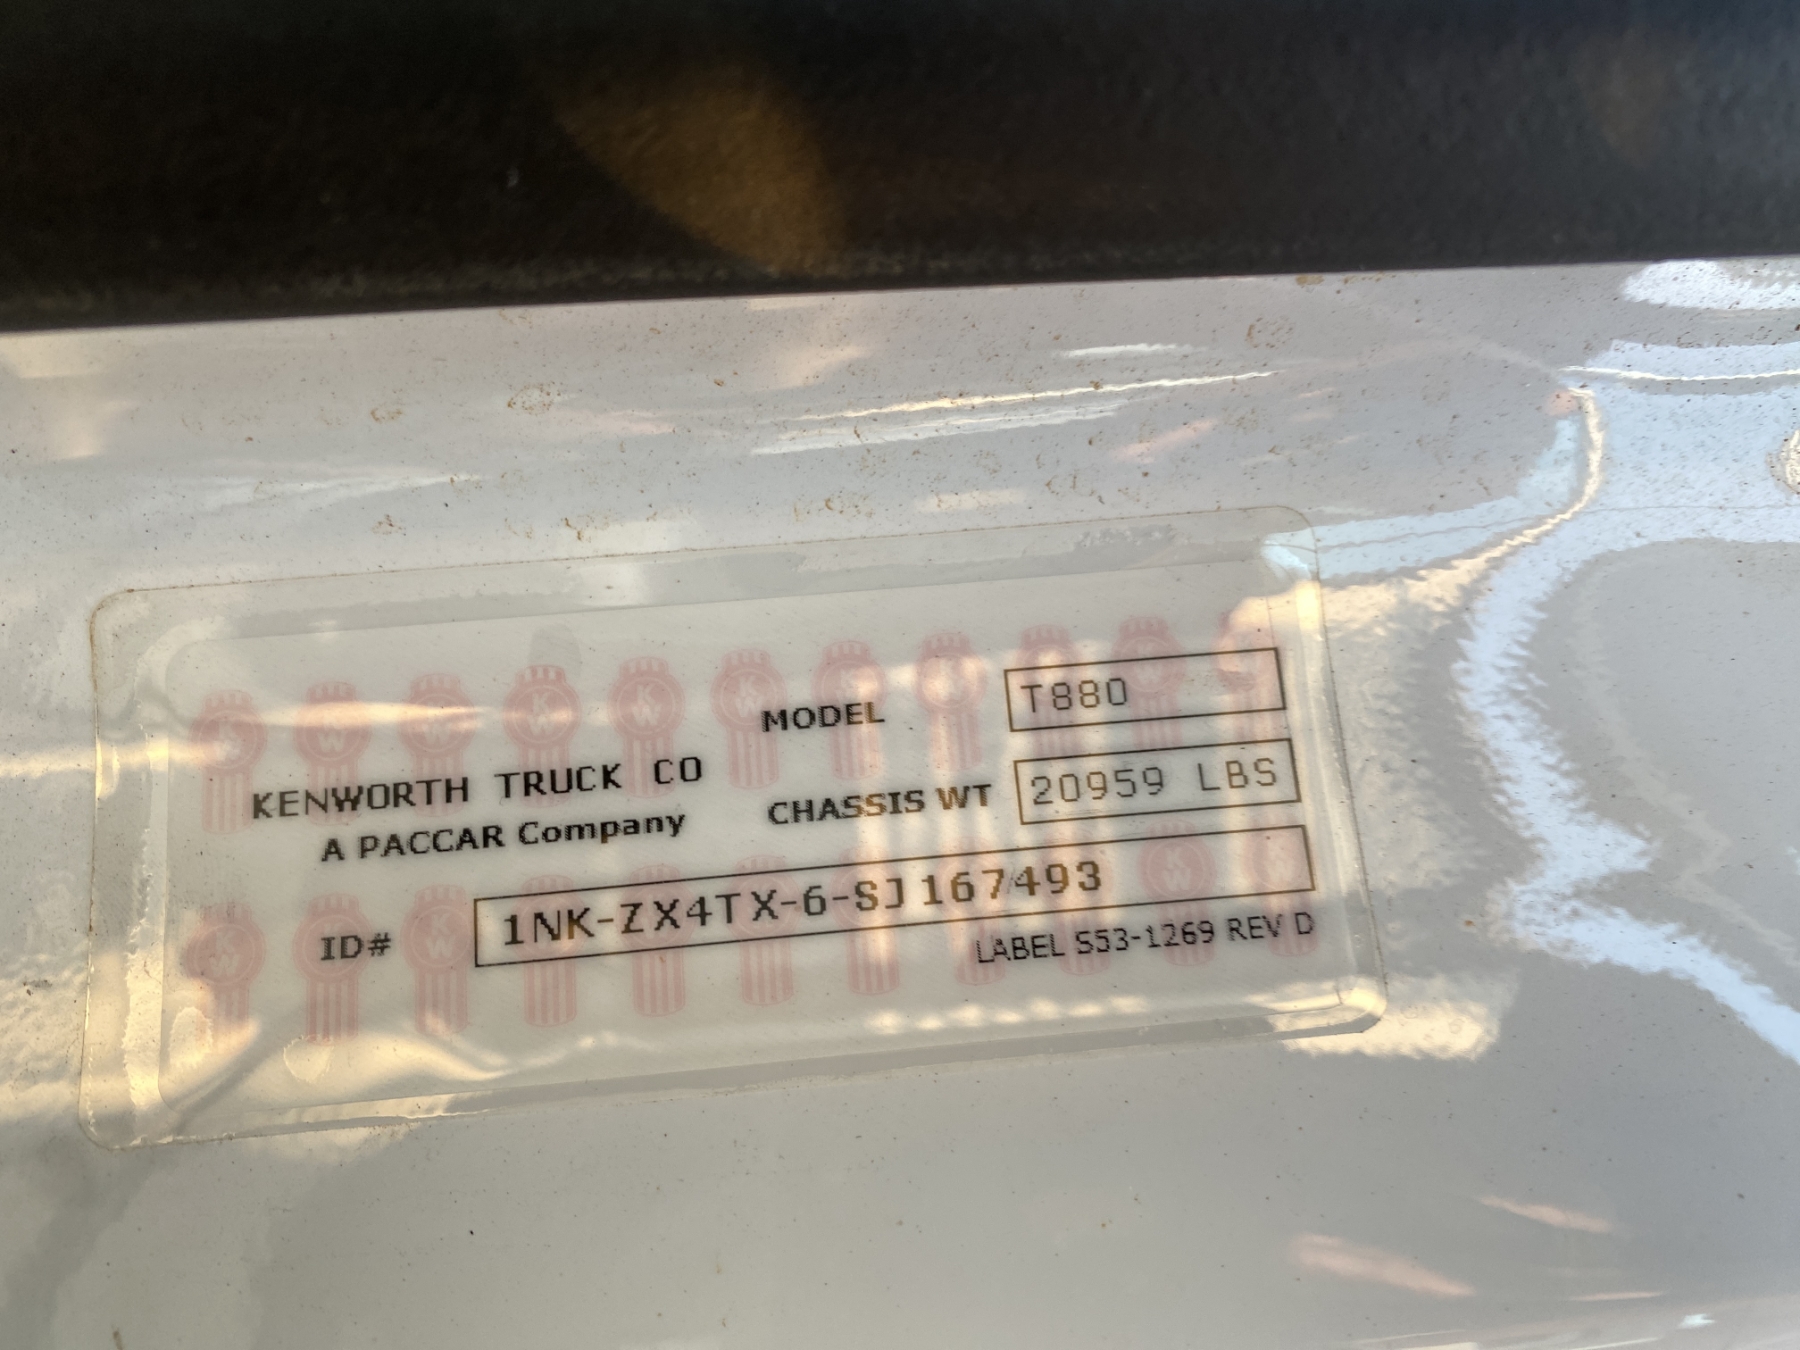 KENWORTH TRUCK CO
A PACCAR Company
MODEL T880
CHASSIS WT 20959 LBS
ID# 1NK-ZX4TX-6-SJ167493
LABEL S53-1269 REV D